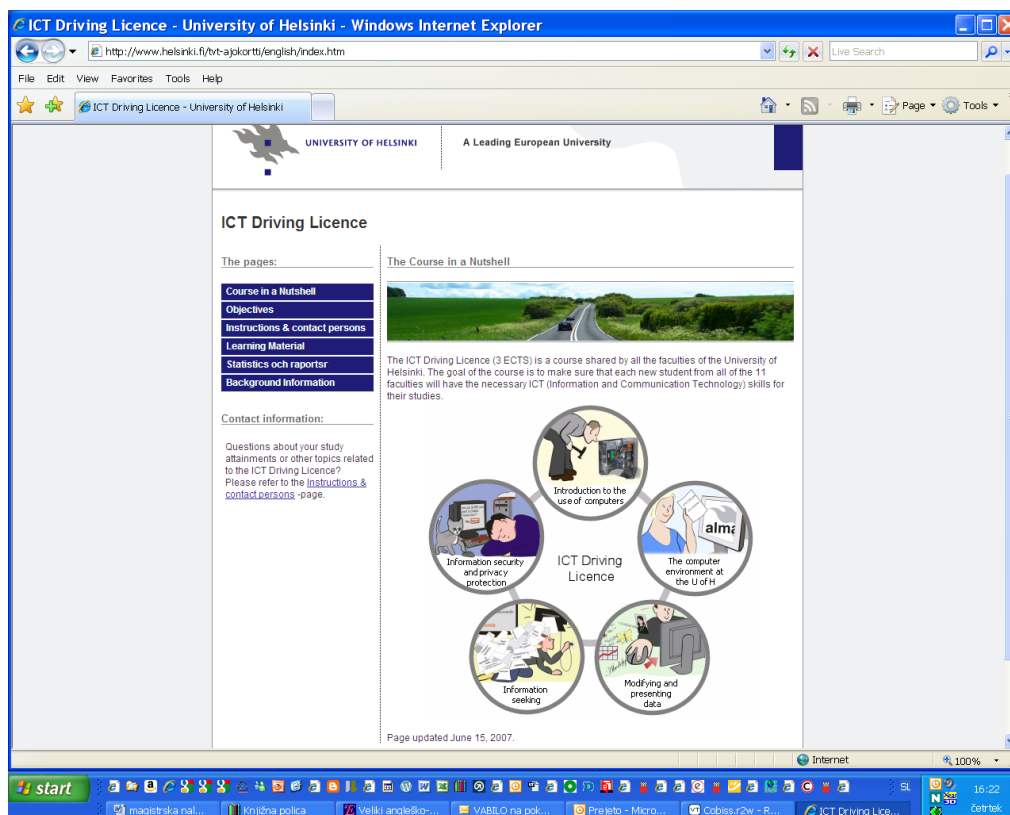 ICT Driving Licence - University of Helsinki - Windows Internet Explorer
http://www.helsinki.fi/tvt-ajokortti/english/index.htm
Live Search
File Edit View Favorites Tools Help
ICT Driving Licence - University of Helsinki
Page Tools
UNIVERSITY OF HELSINKI
A Leading European University
ICT Driving Licence
The pages:
Course in a Nutshell
Objectives
Instructions & contact persons
Learning Material
Statistics och raportsr
Background Information
Contact information:
Questions about your study
attainments or other topics related
to the ICT Driving Licence?
Please refer to the Instructions &
contact persons -page.
The Course in a Nutshell
The ICT Driving Licence (3 ECTS) is a course shared by all the faculties of the University of
Helsinki. The goal of the course is to make sure that each new student from all of the 11
faculties will have the necessary ICT (Information and Communication Technology) skills for
their studies.
Introduction to the
use of computers
alma
The computer
environment at
the U of H
Modifying and
presenting
data
Information
seeking
Information security
and privacy
protection
ICT Driving
Licence
Page updated June 15, 2007.
Internet
100%
start
SL
16:22
magistrska nal...
Knjižna polica
Veliki angleško-...
VABILO na pok...
Prejeto - Micro...
Cobiss.r2w - R...
ICT Driving Lice...
četrtek